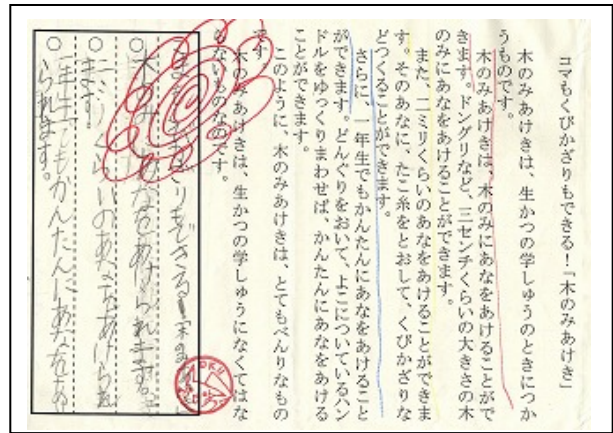 コマもくびかざりもできる！「木のみあけき」
木のみあけきは、生かつの学しゅうのときにつか
うものです。
木のみあけきは、木のみにあなをあけることがで
きます。ドングリなど、三センチくらいの大きさの木
のみにあなをあけることができます。
また、二ミリくらいのあなをあけることができま
す。そのあなに、たこ糸をとおして、くびかざりな
どつくることができます。
さらに、一年生でもかんたんにあなをあけること
ができます。どんぐりをおいて、よこについているハン
ドルをゆっくりまわせば、かんたんにあなをあける
ことができます。
このように、木のみあけきは、とてもべんりなもの
です
木のみあけきは、生かつの学しゅうになくてはな
らないものなのです。
もできる！木のみ
○木のみ あなをあけられます。
○二ミリくらいのあなをあけられ
ます。
○一年生でもかんたんにあなをあけ
られます。